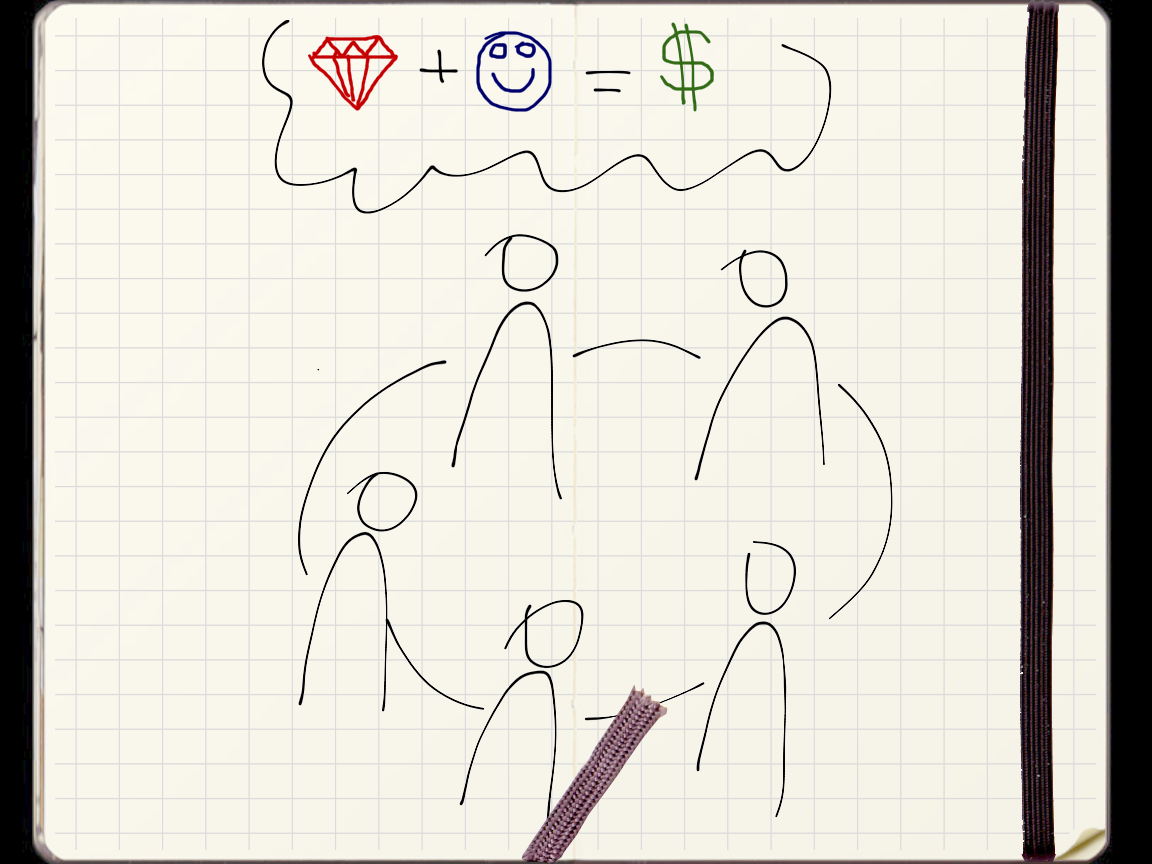 + = $